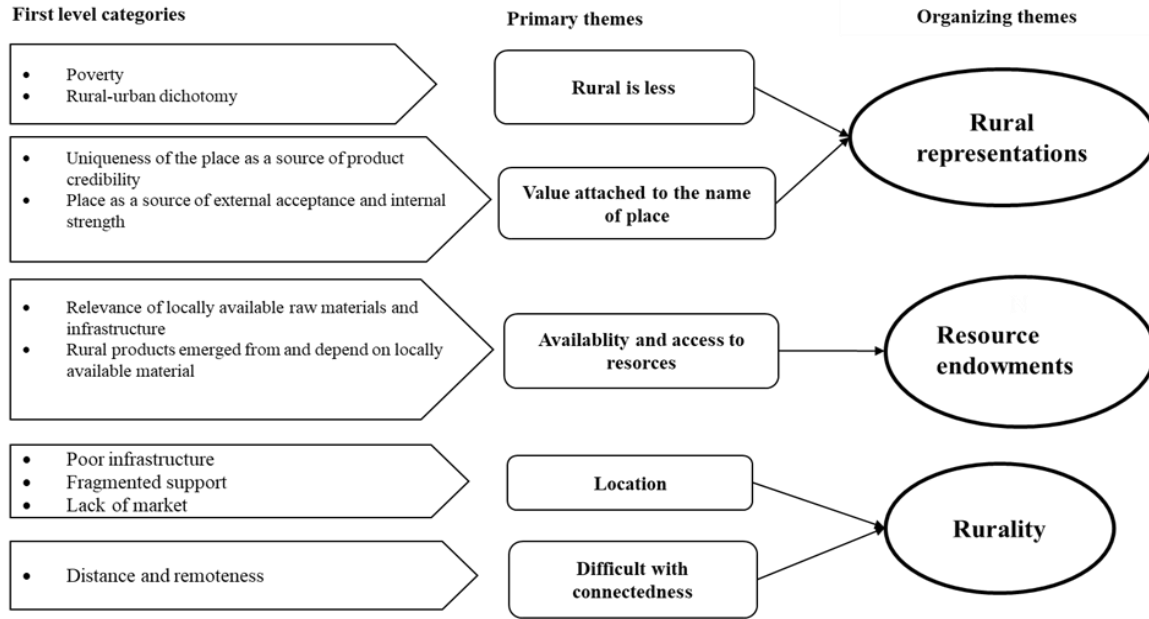 First level categories
Primary themes
Organizing themes
• Poverty
• Rural-urban dichotomy
Rural is less
Rural
representations
• Uniqueness of the place as a source of product
credibility
• Place as a source of external acceptance and internal
strength
Value attached to the name
of place
• Relevance of locally available raw materials and
infrastructure
• Rural products emerged from and depend on locally
available material
Availablity and access to
resorces
Resource
endowments
• Poor infrastructure
• Fragmented support
• Lack of market
Location
Rurality
• Distance and remoteness
Difficult with
connectedness